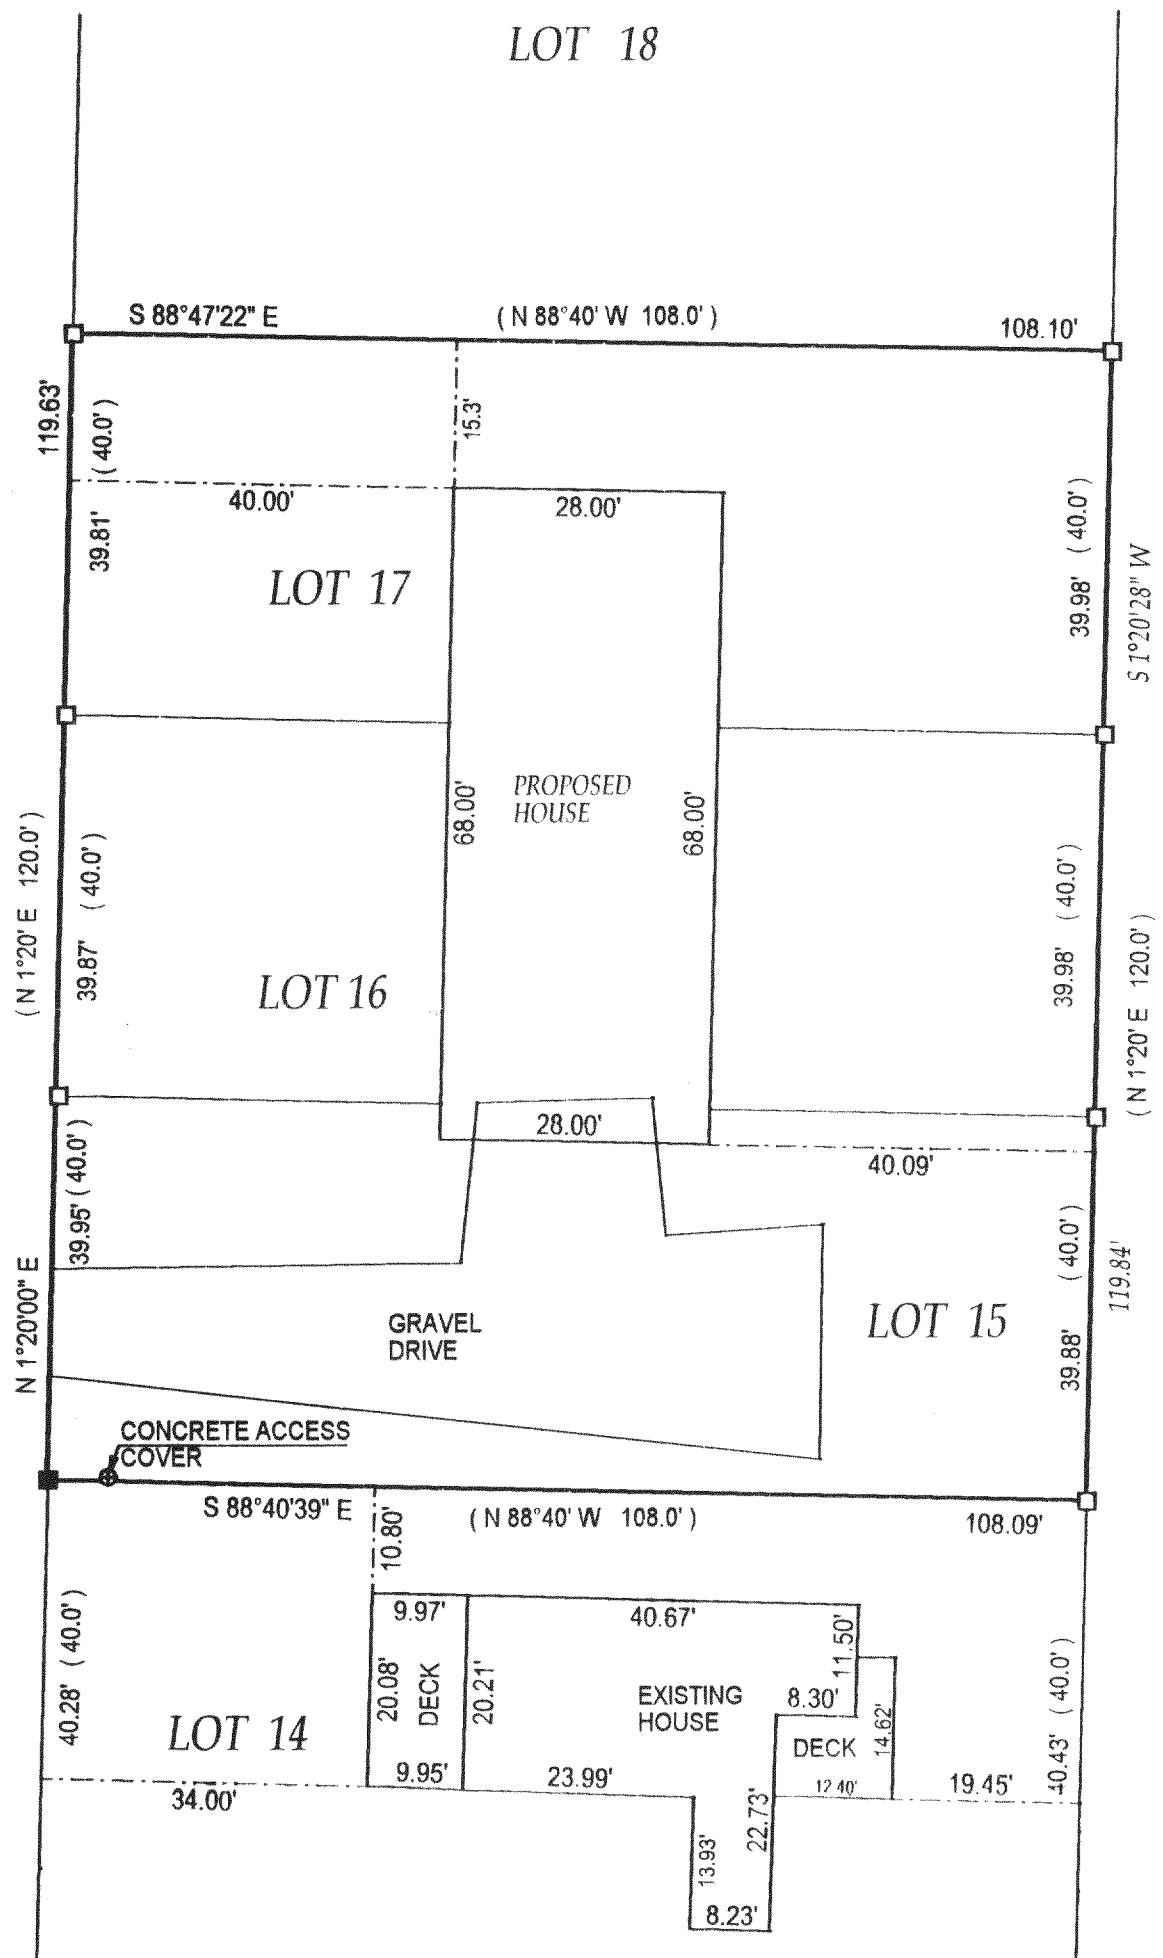 LOT 18
S 88°47'22" E
( N 88°40' W 108.0' )
108.10'
119.63'
( 40.0' )
15.3'
40.00'
28.00'
39.81'
LOT 17
39.98' ( 40.0' )
S 1°20'28" W
68.00'
PROPOSED
HOUSE
68.00'
( N 1°20' E 120.0' )
39.87' ( 40.0' )
39.98' ( 40.0' )
( N 1°20' E 120.0' )
LOT 16
28.00'
40.09'
39.95' ( 40.0' )
N 1°20'00" E
GRAVEL
DRIVE
LOT 15
39.88' ( 40.0' )
119.84'
CONCRETE ACCESS
COVER
S 88°40'39" E
( N 88°40' W 108.0' )
108.09'
10.80'
9.97'
40.67'
11.50'
40.28' ( 40.0' )
LOT 14
20.08'
DECK
20.21'
EXISTING
HOUSE
8.30'
DECK
14.62'
40.43' ( 40.0' )
34.00'
9.95'
23.99'
12.40'
19.45'
22.73'
13.93'
8.23'